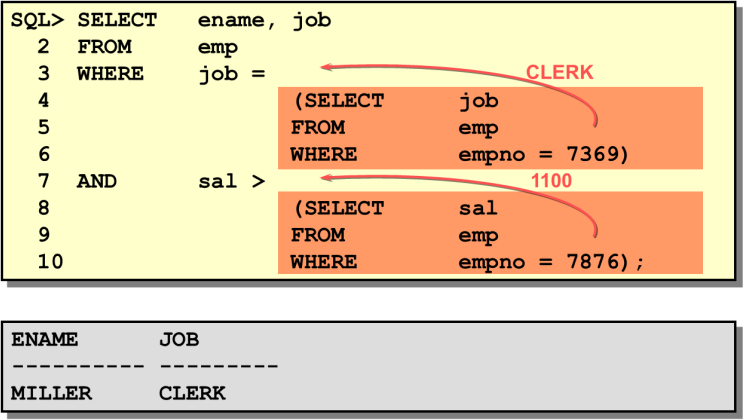 SQL> SELECT ename, job
2 FROM emp
3 WHERE job = CLERK
4 (SELECT job
5 FROM emp
6 WHERE empno = 7369)
7 AND sal > 1100
8 (SELECT sal
9 FROM emp
10 WHERE empno = 7876);
ENAME JOB
---------- ---------
MILLER CLERK